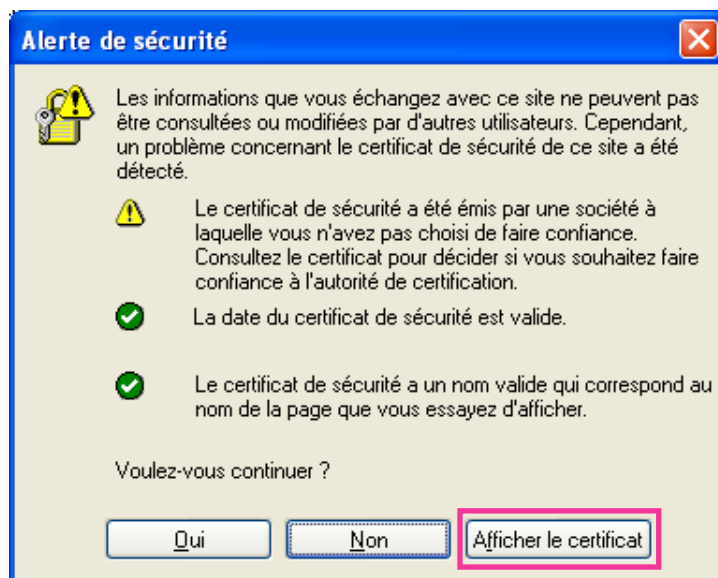 Alerte de sécurité
Les informations que vous échangez avec ce site ne peuvent pas
être consultées ou modifiées par d'autres utilisateurs. Cependant,
un problème concernant le certificat de sécurité de ce site a été
détecté.
Le certificat de sécurité a été émis par une société à
laquelle vous n'avez pas choisi de faire confiance.
Consultez le certificat pour décider si vous souhaitez faire
confiance à l'autorité de certification.
La date du certificat de sécurité est valide.
Le certificat de sécurité a un nom valide qui correspond au
nom de la page que vous essayez d'afficher.
Voulez-vous continuer ?
Oui Non Afficher le certificat